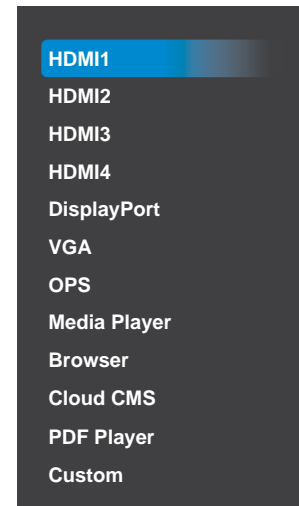 HDMI1
HDMI2
HDMI3
HDMI4
DisplayPort
VGA
OPS
Media Player
Browser
Cloud CMS
PDF Player
Custom